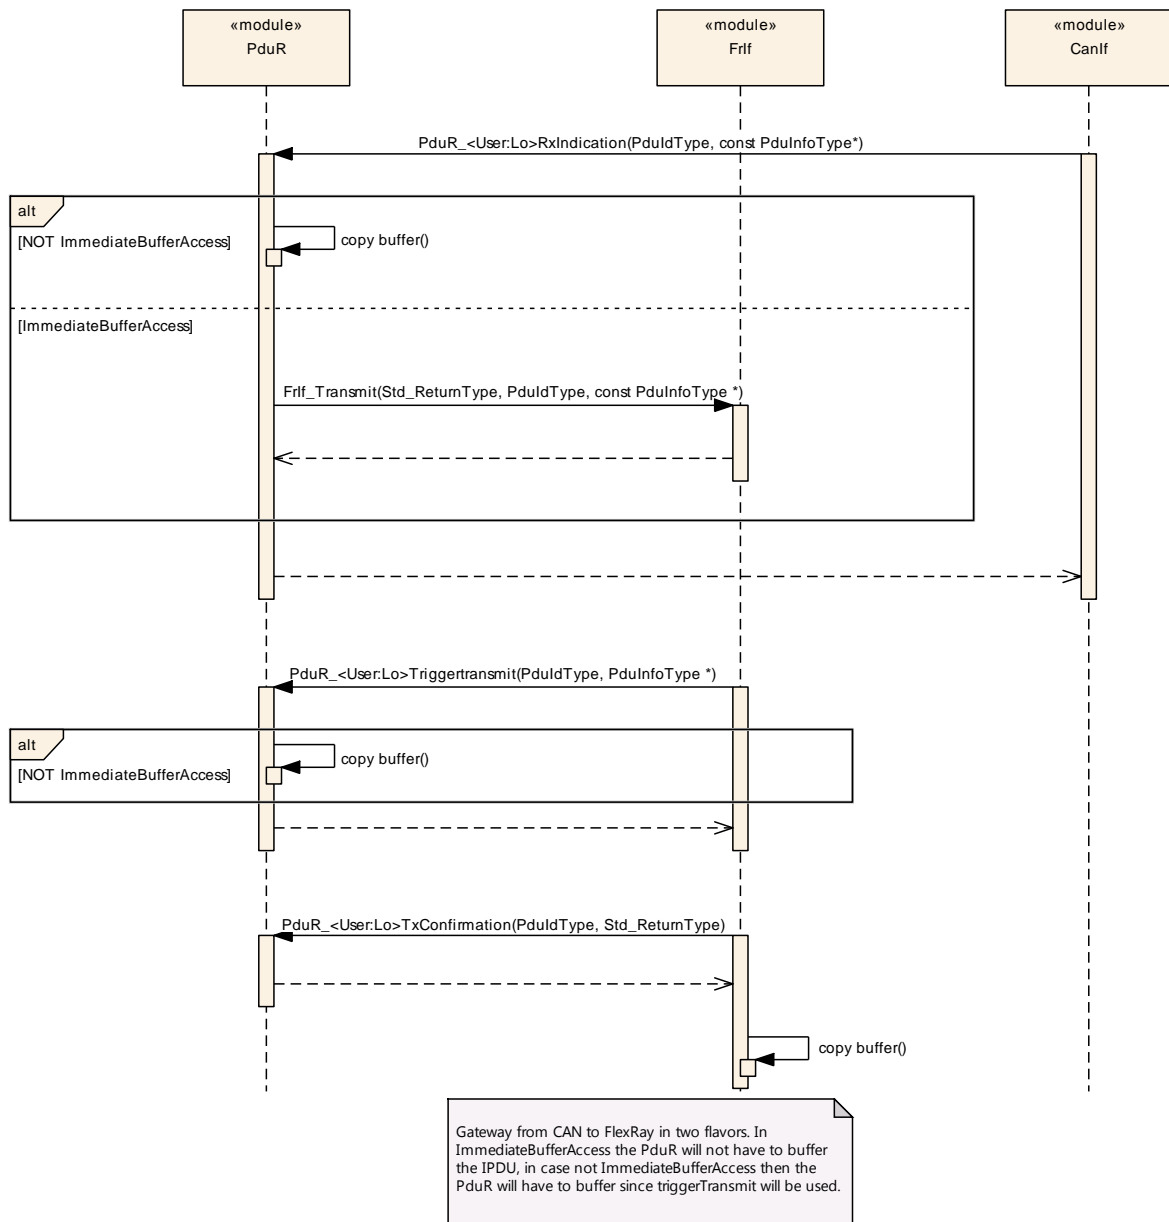 «module»
PduR
«module»
FrIf
«module»
CanIf
PduR_<User:Lo>RxIndication(PduIdType, const PduInfoType*)
alt
[NOT ImmediateBufferAccess]
copy buffer()
[ImmediateBufferAccess]
FrIf_Transmit(Std_ReturnType, PduIdType, const PduInfoType *)
PduR_<User:Lo>Triggertransmit(PduIdType, PduInfoType *)
alt
copy buffer()
[NOT ImmediateBufferAccess]
PduR_<User:Lo>TxConfirmation(PduIdType, Std_ReturnType)
copy buffer()
Gateway from CAN to FlexRay in two flavors. In
ImmediateBufferAccess the PduR will not have to buffer
the IPDU, in case not ImmediateBufferAccess then the
PduR will have to buffer since triggerTransmit will be used.